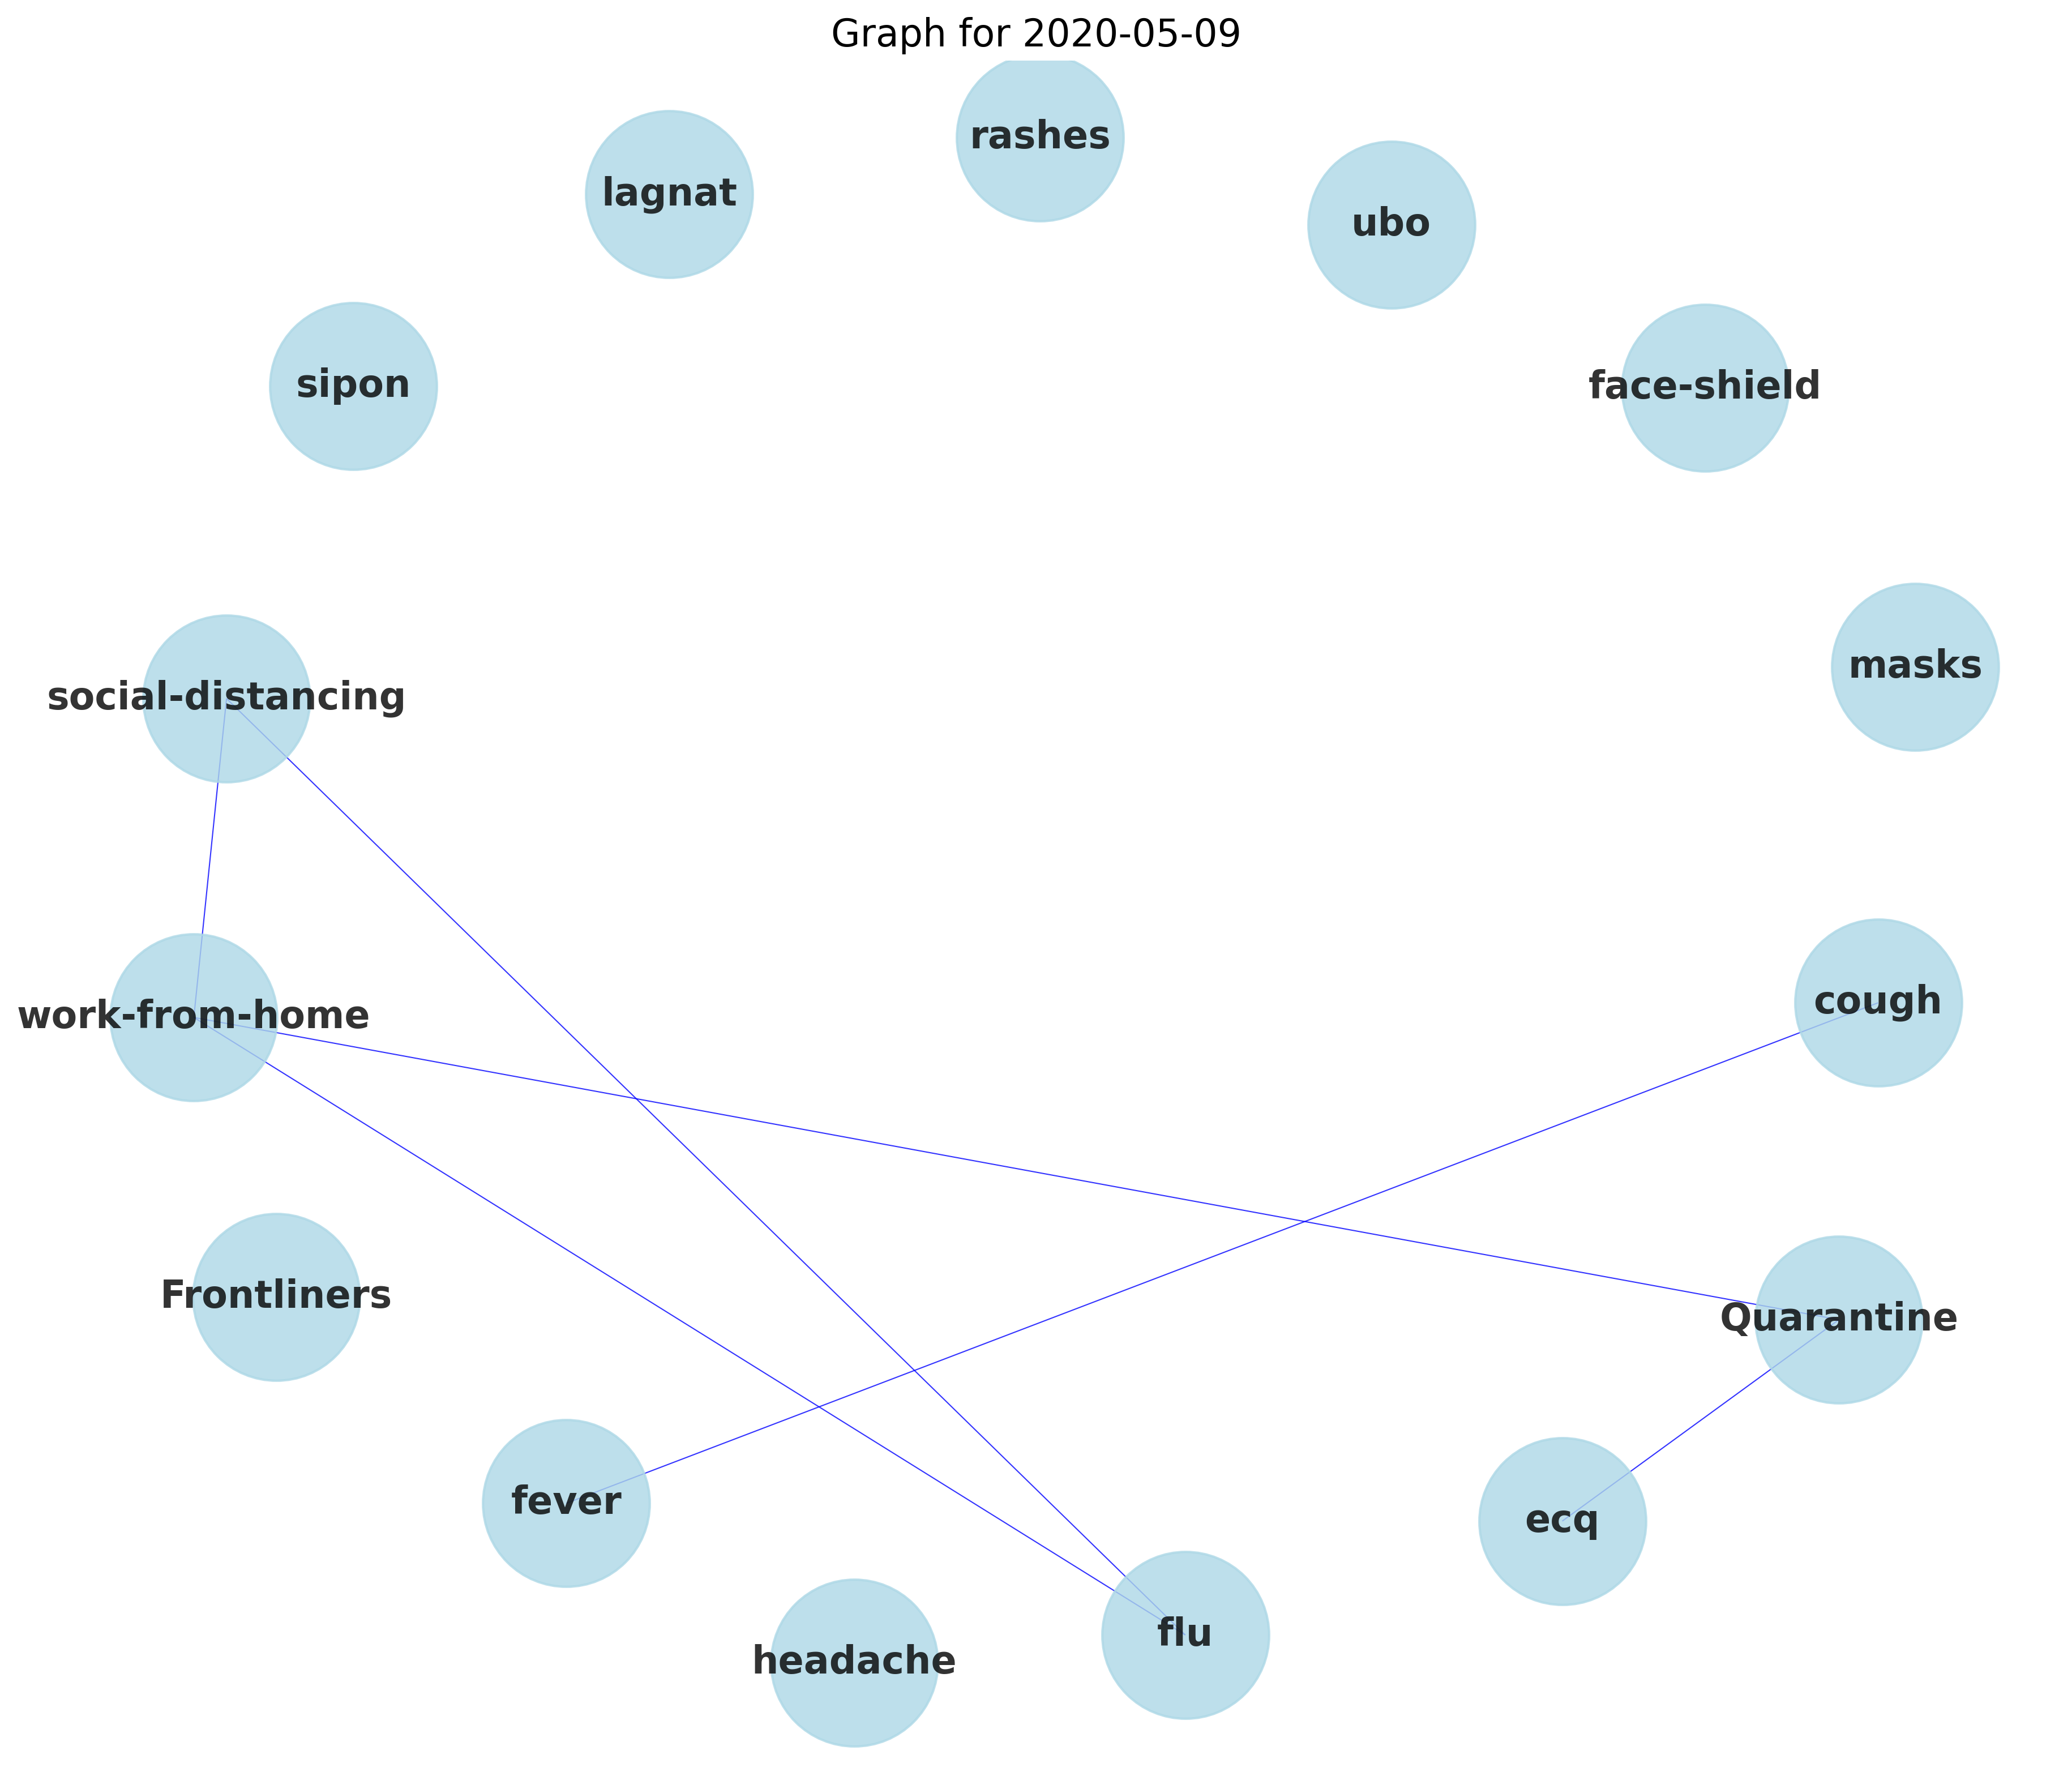 Graph for 2020-05-09
rashes
lagnat
ubo
sipon
face-shield
masks
social-distancing
cough
work-from-home
Frontliners
Quarantine
fever
ecq
flu
headache